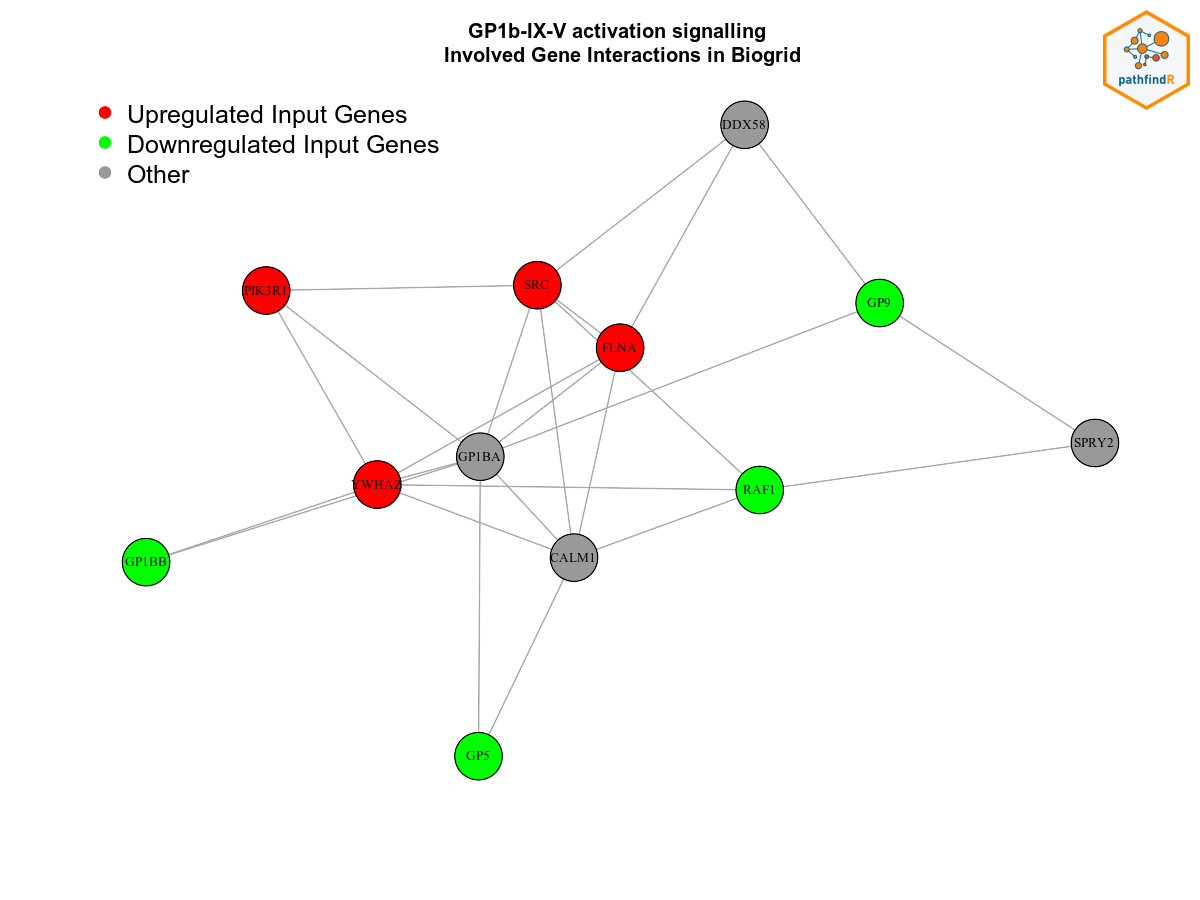 GP1b-IX-V activation signalling
Involved Gene Interactions in Biogrid
pathfindR
Upregulated Input Genes
Downregulated Input Genes
Other
DDX58
PIK3R1
SRC
GP9
FLNA
SPRY2
GP1BA
YWHAZ
RAF1
GP1BB
CALM1
GP5